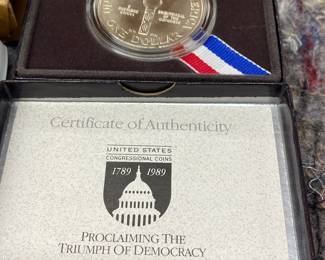 ONE DOLLAR
Certificate of Authenticity
UNITED STATES
CONGRESSIONAL COINS
1789 1989
PROCLAIMING THE
TRIUMPH OF DEMOCRACY